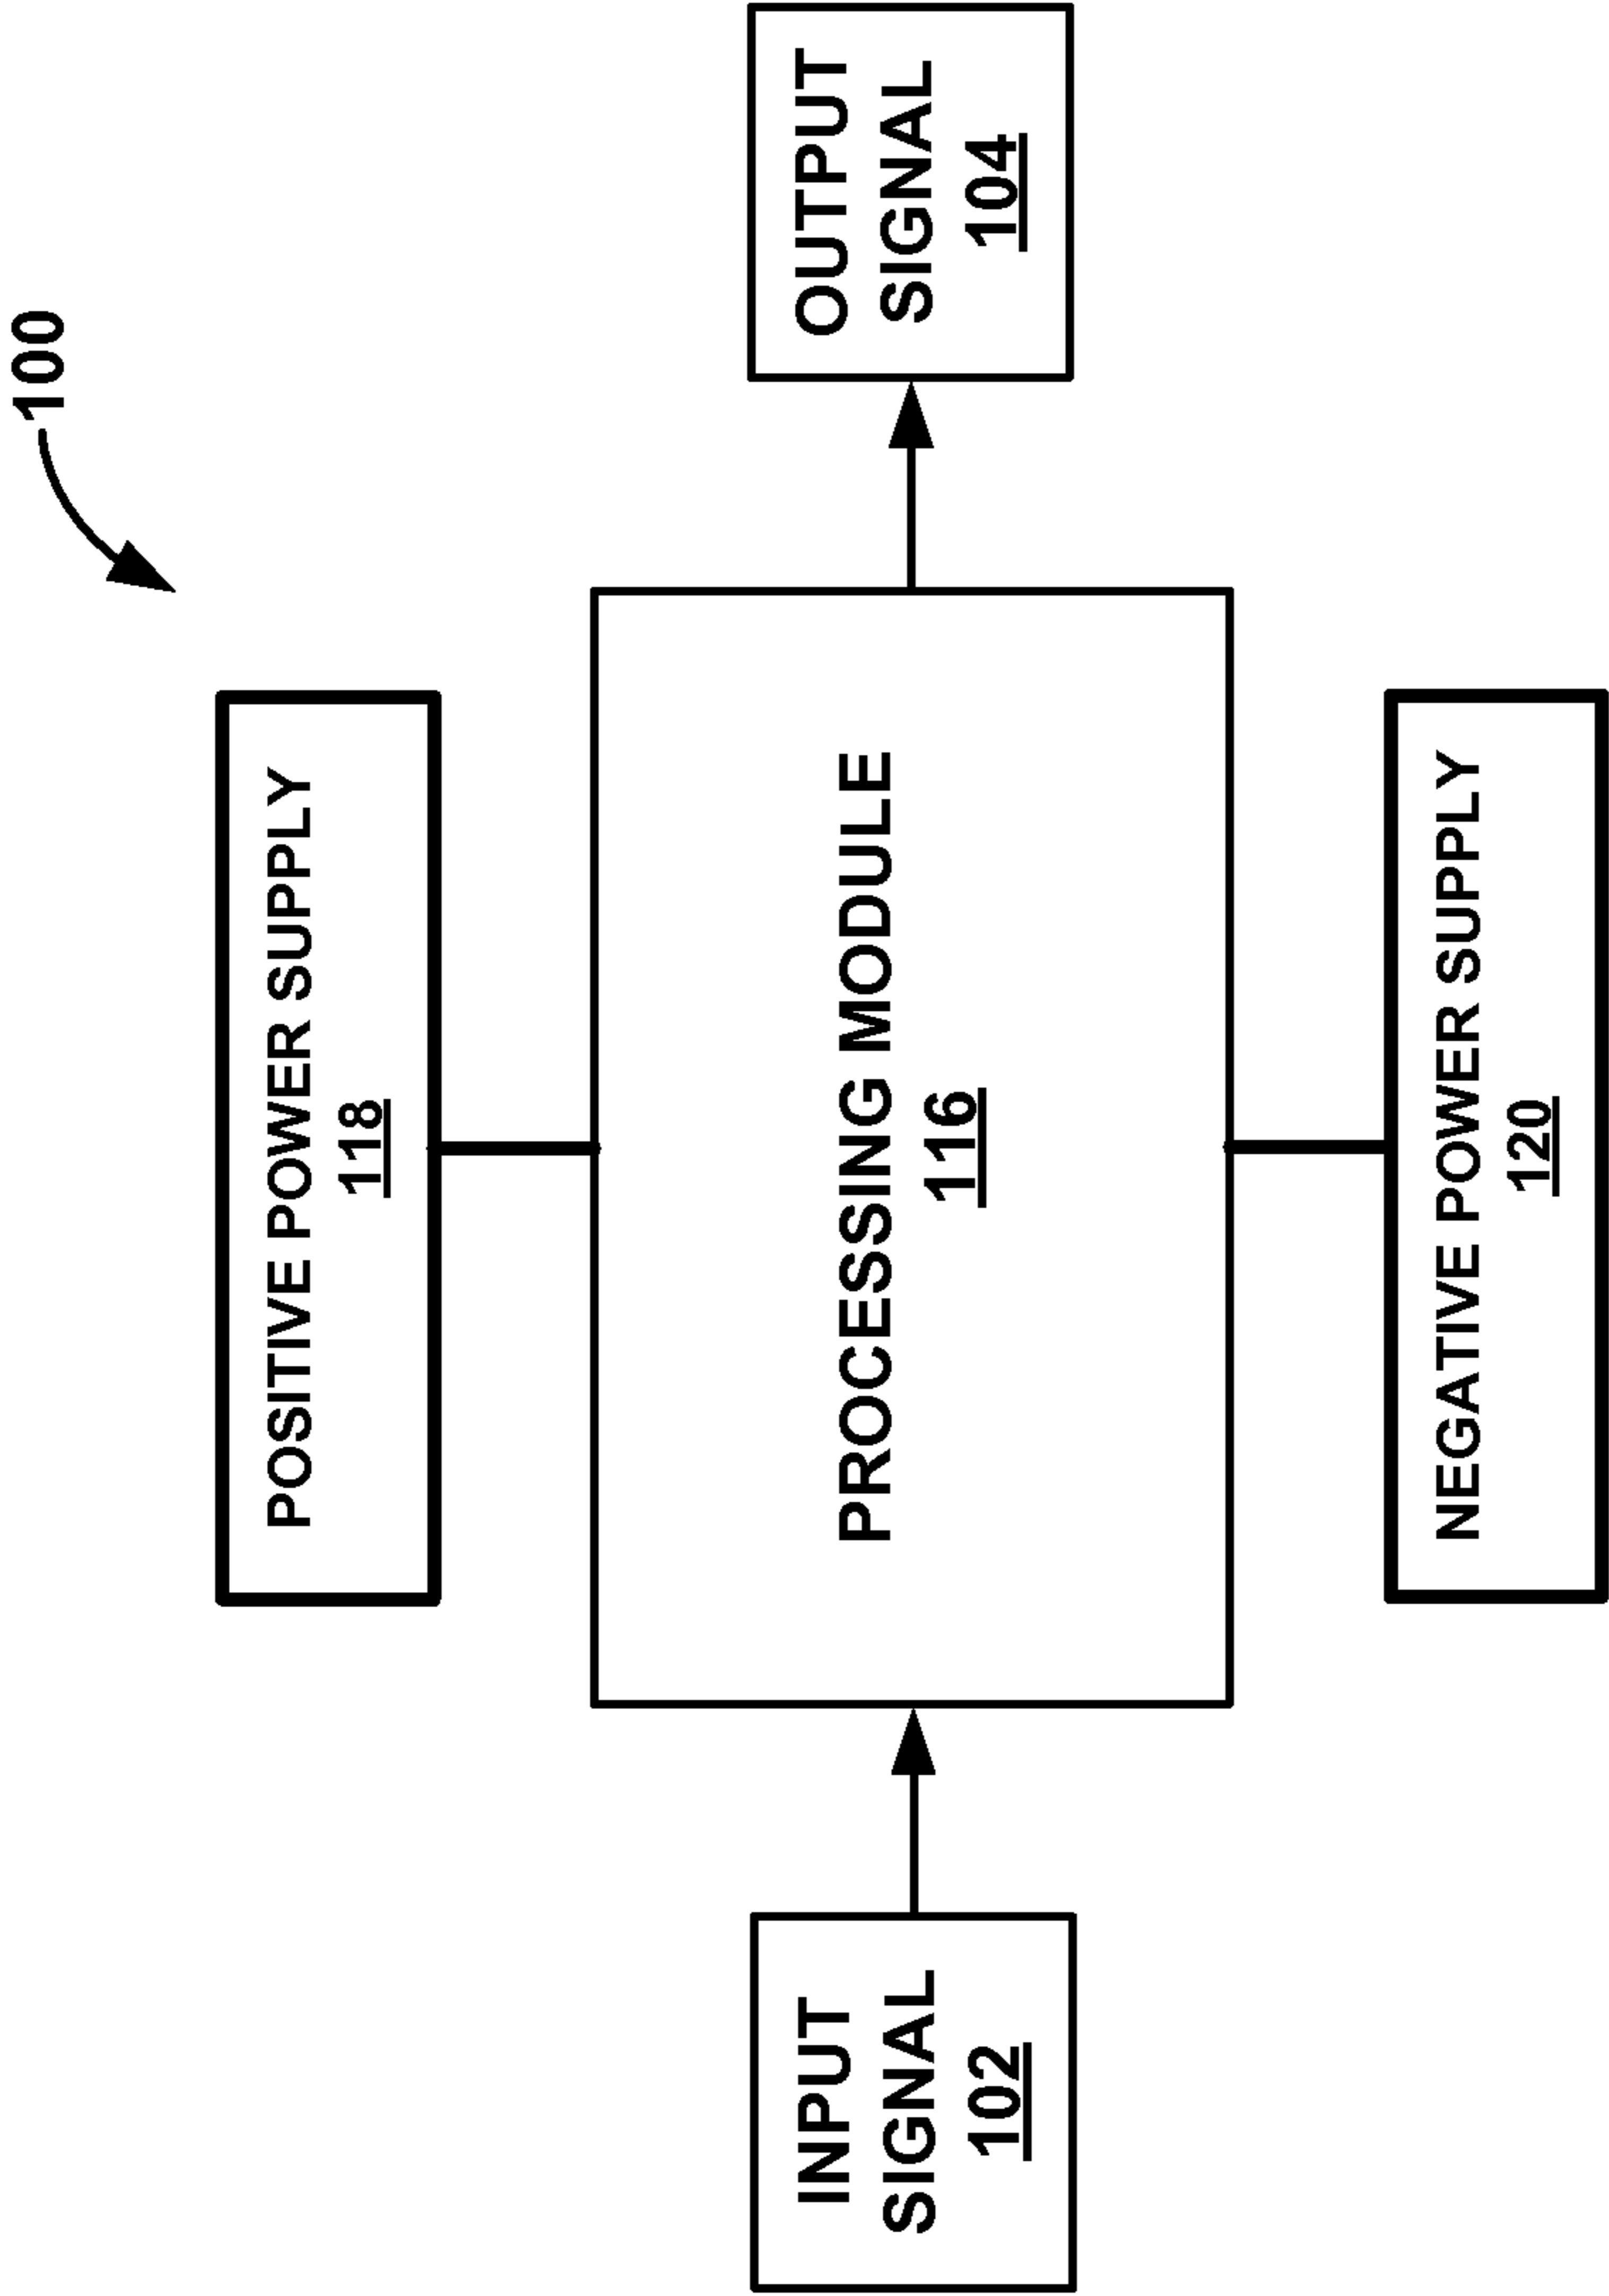 100
POSITIVE POWER SUPPLY
118
INPUT
SIGNAL
102
PROCESSING MODULE
116
OUTPUT
SIGNAL
104
NEGATIVE POWER SUPPLY
120